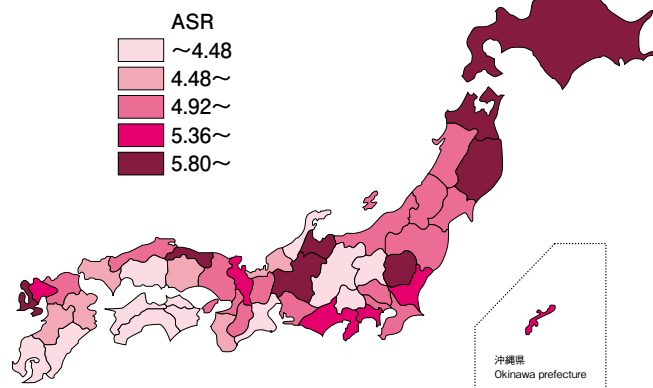 ASR
～4.48
4.48～
4.92～
5.36～
5.80～
沖縄県
Okinawa prefecture